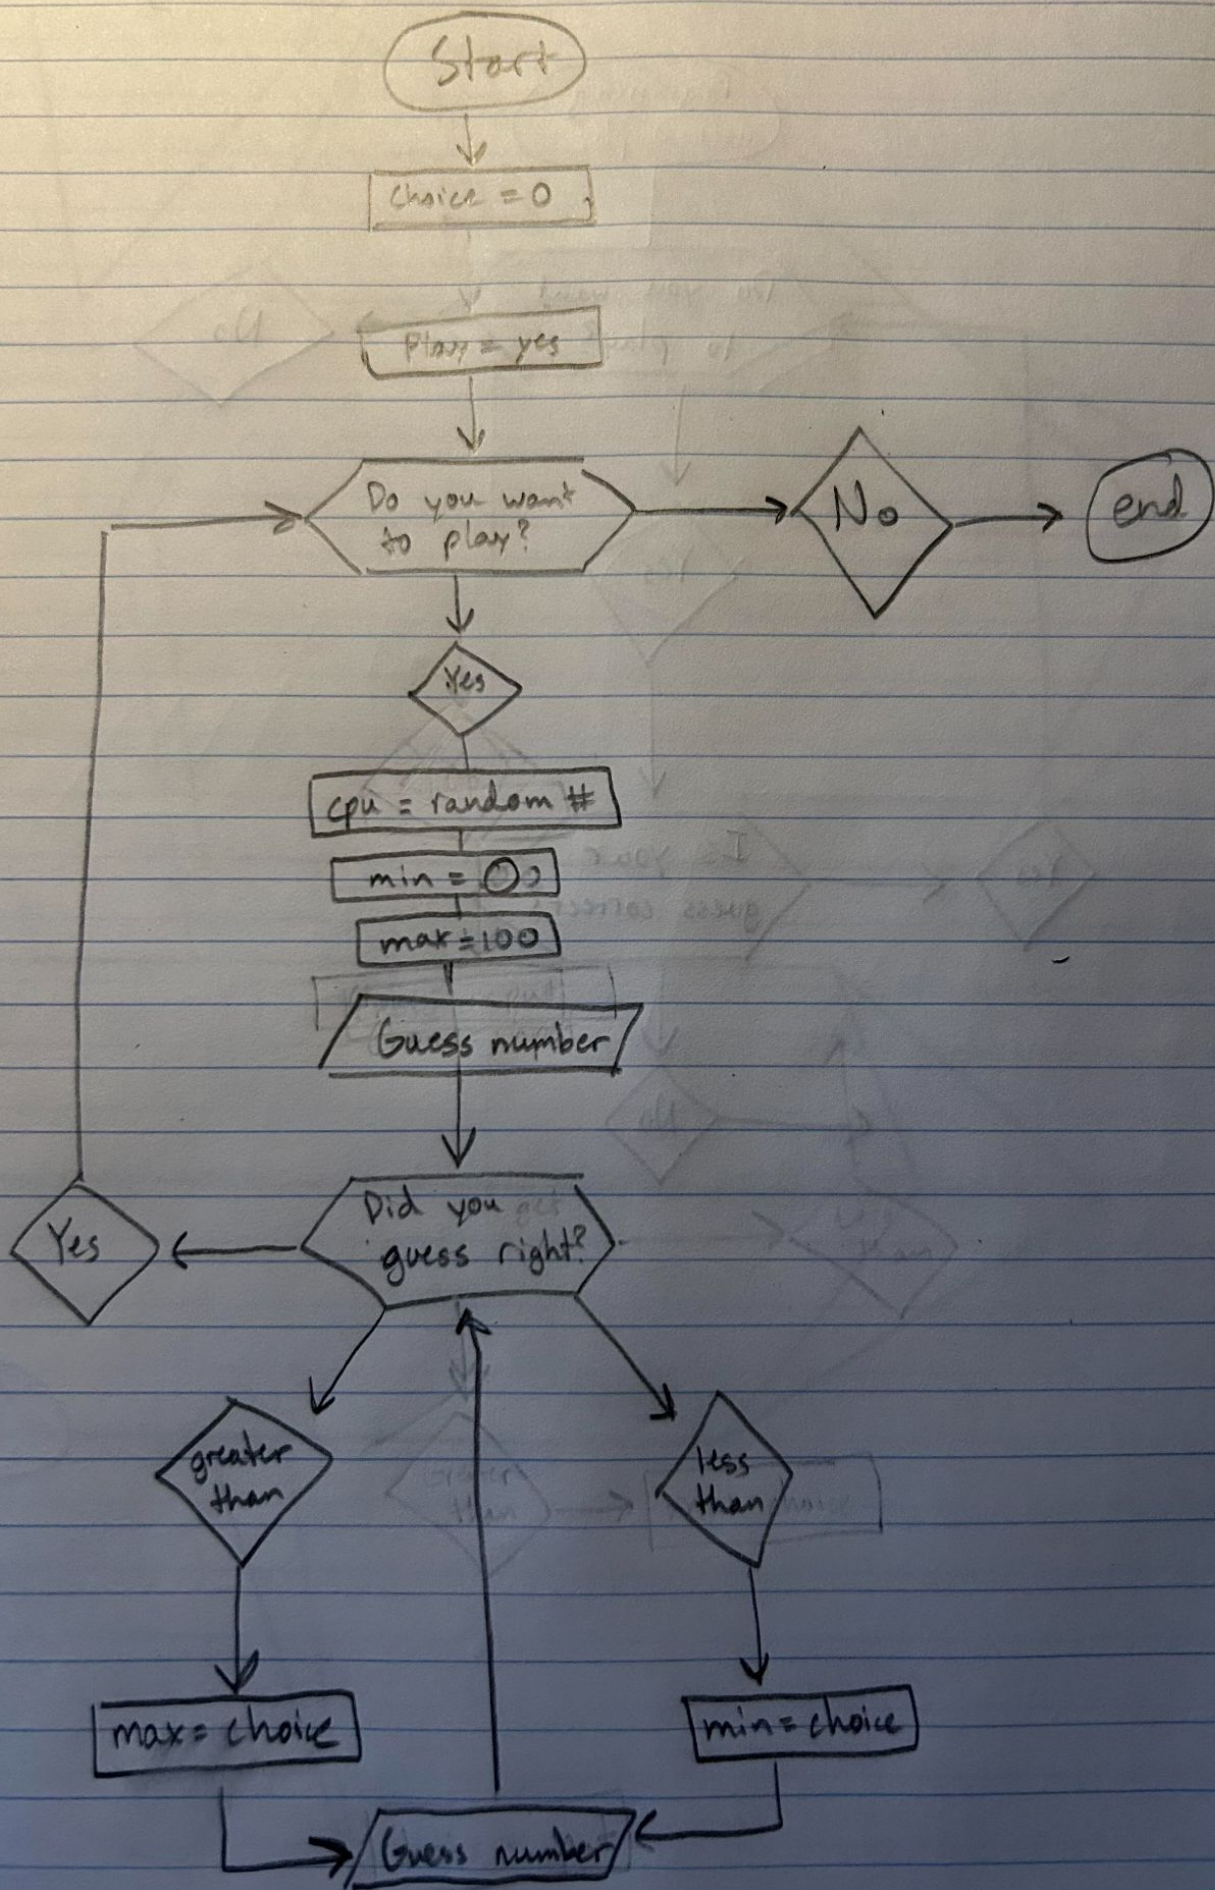 Start
Choice = 0
Play = yes
Do you want
to play?
No
end
Yes
cpu = random #
min = 0
max = 100
Guess number
Did you
guess right?
Yes
greater
than
less
than
max = choice
min = choice
Guess number